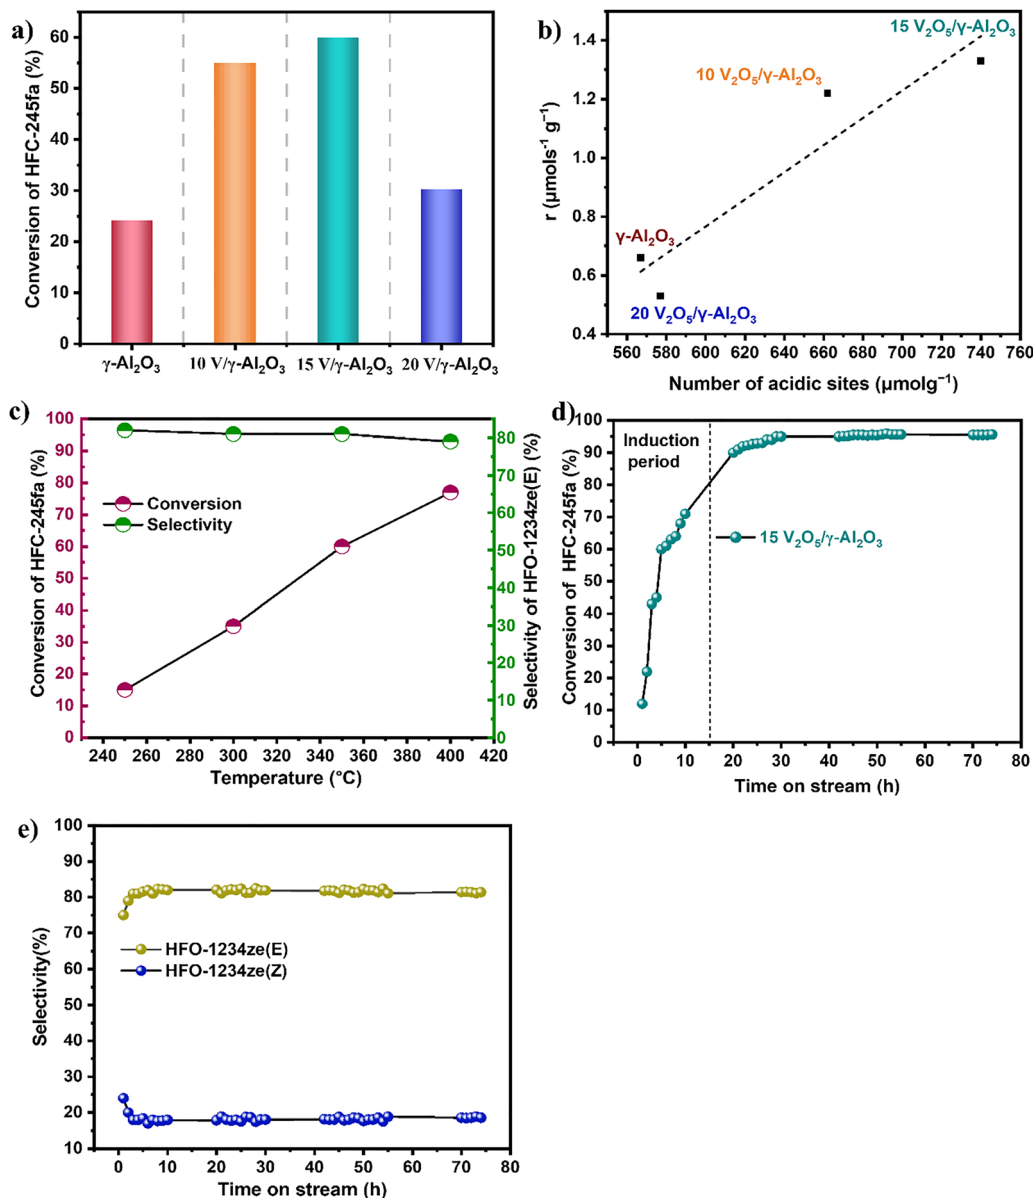 a)
Conversion of HFC-245fa (%)
60
50
40
30
20
10
0
γ-Al₂O₃
10 V/γ-Al₂O₃
15 V/γ-Al₂O₃
20 V/γ-Al₂O₃
b)
r (μmols⁻¹ g⁻¹)
1.4
1.2
1.0
0.8
0.6
0.4
15 V₂O₅/γ-Al₂O₃
10 V₂O₅/γ-Al₂O₃
γ-Al₂O₃
20 V₂O₅/γ-Al₂O₃
560 580 600 620 640 660 680 700 720 740 760
Number of acidic sites (μmolg⁻¹)
c)
Conversion of HFC-245fa (%)
100
90
80
70
60
50
40
30
20
10
0
Conversion
Selectivity
80
70
60
50
40
30
20
10
0
Selectivity of HFO-1234ze(E) (%)
240 260 280 300 320 340 360 380 400 420
Temperature (°C)
d)
Conversion of HFC-245fa (%)
100
90
80
70
60
50
40
30
20
10
0
Induction
period
15 V₂O₅/γ-Al₂O₃
0 10 20 30 40 50 60 70 80
Time on stream (h)
e)
Selectivity(%)
100
90
80
70
60
50
40
30
20
10
HFO-1234ze(E)
HFO-1234ze(Z)
0 10 20 30 40 50 60 70 80
Time on stream (h)